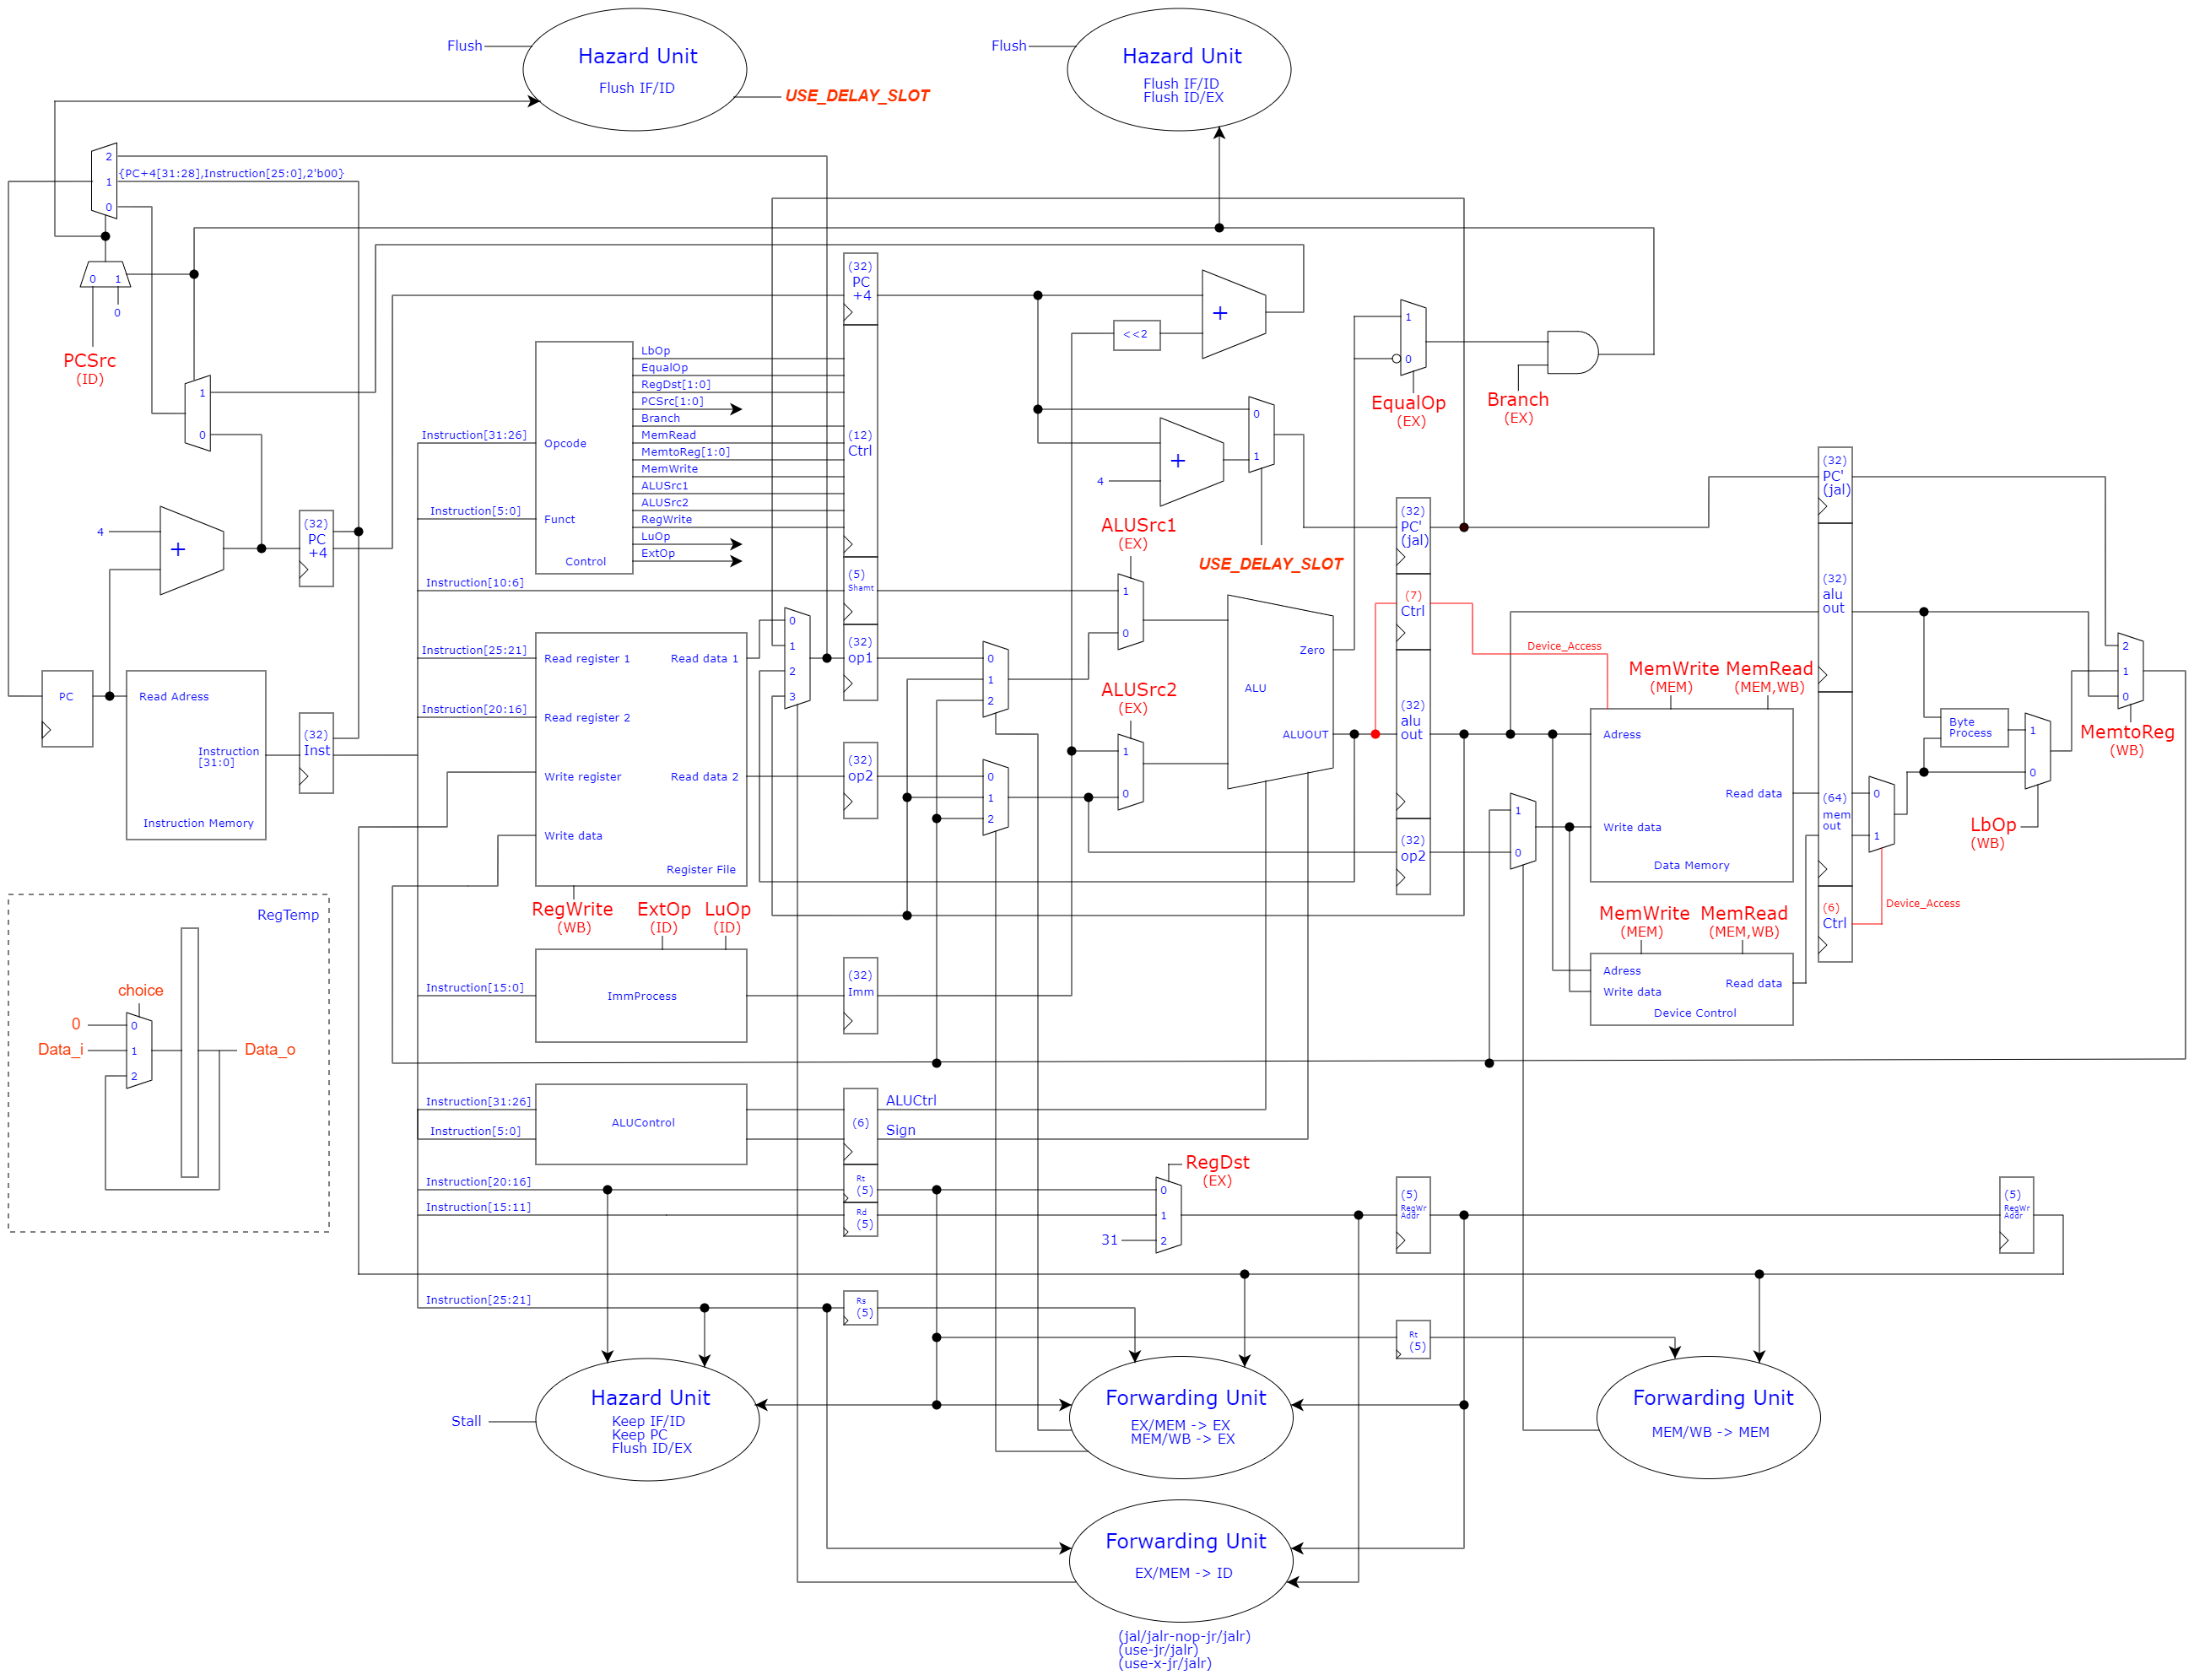 Flush
Hazard Unit
Flush IF/ID
USE_DELAY_SLOT
Flush
Hazard Unit
Flush IF/ID
Flush ID/EX
2
{PC+4[31:28],Instruction[25:0],2'b00}
1
0
0 1
0
PCSrc
(ID)
1
0
4
+
(32)
PC
+4
PC
Read Adress
Instruction
[31:0]
Instruction Memory
(32)
Inst
Instruction[31:26]
Opcode
Instruction[5:0]
Funct
Control
LbOp
EqualOp
RegDst[1:0]
PCSrc[1:0]
Branch
MemRead
MemtoReg[1:0]
MemWrite
ALUSrc1
ALUSrc2
RegWrite
LuOp
ExtOp
(32)
PC
+4
(12)
Ctrl
(5)
Shamt
(32)
op1
(32)
op2
Instruction[10:6]
Instruction[25:21]
Read register 1
Read data 1
Instruction[20:16]
Read register 2
Write register
Read data 2
Write data
Register File
0
1
2
3
RegWrite
(WB)
ExtOp
(ID)
LuOp
(ID)
Instruction[15:0]
ImmProcess
(32)
Imm
<<2
+
4
+
0
1
USE_DELAY_SLOT
ALUSrc1
(EX)
1
0
0
1
2
ALUSrc2
(EX)
1
0
0
1
2
Zero
ALU
ALUOUT
1
0
EqualOp
(EX)
Branch
(EX)
(32)
PC'
(jal)
(7)
Ctrl
(32)
alu
out
(32)
op2
Device_Access
MemWrite
(MEM)
MemRead
(MEM,WB)
Adress
Read data
Write data
Data Memory
1
0
MemWrite
(MEM)
MemRead
(MEM,WB)
Adress
Write data
Read data
Device Control
(32)
PC'
(jal)
(32)
alu
out
(64)
mem
out
(6)
Ctrl
Device_Access
0
1
Byte
Process
1
0
LbOp
(WB)
2
1
0
MemtoReg
(WB)
RegTemp
choice
0
Data_i
0
1
2
Data_o
Instruction[31:26]
Instruction[5:0]
ALUControl
(6)
ALUCtrl
Sign
Instruction[20:16]
Rt
(5)
Instruction[15:11]
Rd
(5)
RegDst
(EX)
0
1
2
31
(5)
RegWr
Addr
(5)
RegWr
Addr
Instruction[25:21]
Rs
(5)
Rt
(5)
Stall
Hazard Unit
Keep IF/ID
Keep PC
Flush ID/EX
Forwarding Unit
EX/MEM -> EX
MEM/WB -> EX
Forwarding Unit
MEM/WB -> MEM
Forwarding Unit
EX/MEM -> ID
(jal/jalr-nop-jr/jalr)
(use-jr/jalr)
(use-x-jr/jalr)